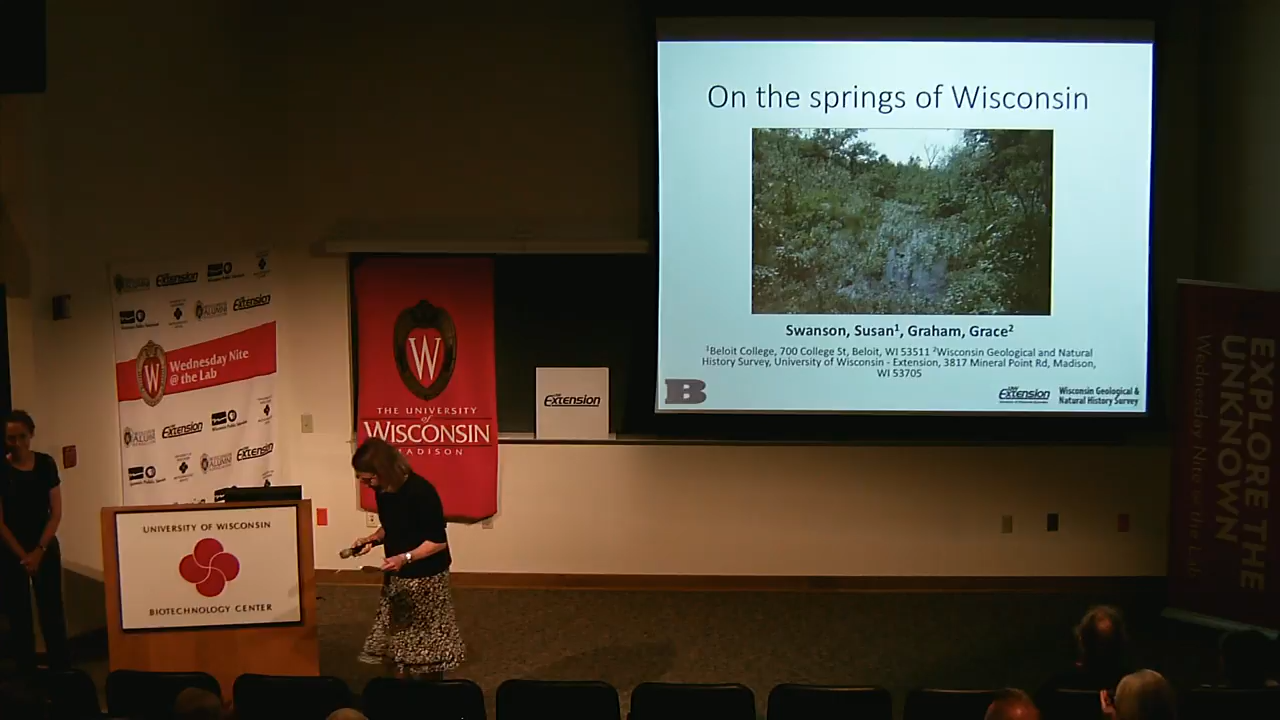 On the springs of Wisconsin
Swanson, Susan¹, Graham, Grace²
¹Beloit College, 700 College St, Beloit, WI 53511 ²Wisconsin Geological and Natural
History Survey, University of Wisconsin - Extension, 3817 Mineral Point Rd, Madison,
WI 53705
B
Extension
Wisconsin Geological &
Natural History Survey
Extension
Extension
W
Wednesday Nite
@ the Lab
Extension
Extension
W
THE UNIVERSITY
of
WISCONSIN
MADISON
Extension
UNIVERSITY OF WISCONSIN
BIOTECHNOLOGY CENTER
EXPLORE THE
UNKNOWN
Wednesday Nite @ the Lab